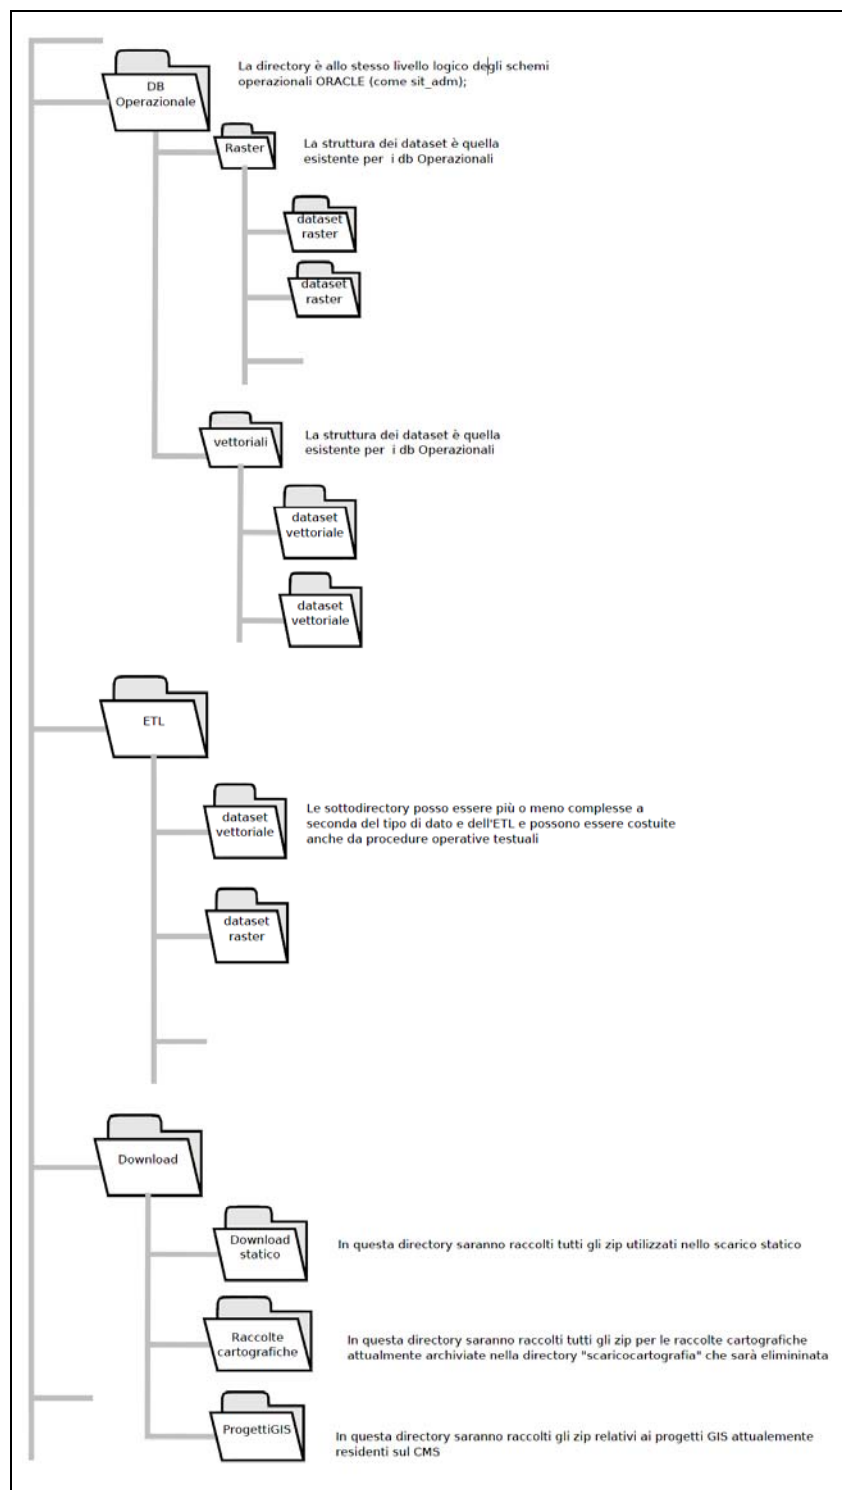 La directory è allo stesso livello logico degli schemi
operazionali ORACLE (come sit_adm);
DB
Operazionale
Raster
La struttura dei dataset è quella
esistente per i db Operazionali
dataset
raster
dataset
raster
vettoriali
La struttura dei dataset è quella
esistente per i db Operazionali
dataset
vettoriale
dataset
vettoriale
ETL
dataset
vettoriale
Le sottodirectory posso essere più o meno complesse a
seconda del tipo di dato e dell'ETL e possono essere costuite
anche da procedure operative testuali
dataset
raster
Download
Download
statico
In questa directory saranno raccolti tutti gli zip utilizzati nello scarico statico
Raccolte
cartografiche
In questa directory saranno raccolti tutti gli zip per le raccolte cartografiche
attualmente archiviate nella directory "scaricocartografia" che sarà elimininata
ProgettiGIS
In questa directory saranno raccolti gli zip relativi ai progetti GIS attualemente
residenti sul CMS